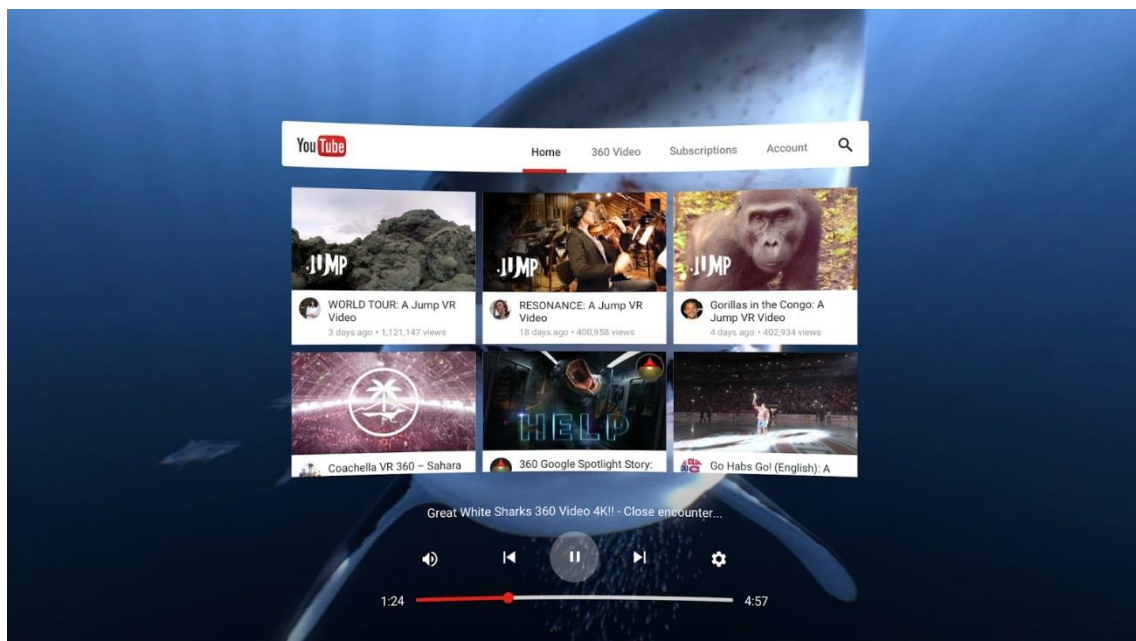 YouTube
Home 360 Video Subscriptions Account
JUMP
JUMP
JUMP
WORLD TOUR: A Jump VR
Video
3 days ago • 1,121,147 views
RESONANCE: A Jump VR
Video
18 days ago • 400,958 views
Gorillas in the Congo: A
Jump VR Video
4 days ago • 402,934 views
HELP
Coachella VR 360 – Sahara
360 Google Spotlight Story:
Go Habs Go! (English): A
Great White Sharks 360 Video 4K!! - Close encounter...
1:24
4:57